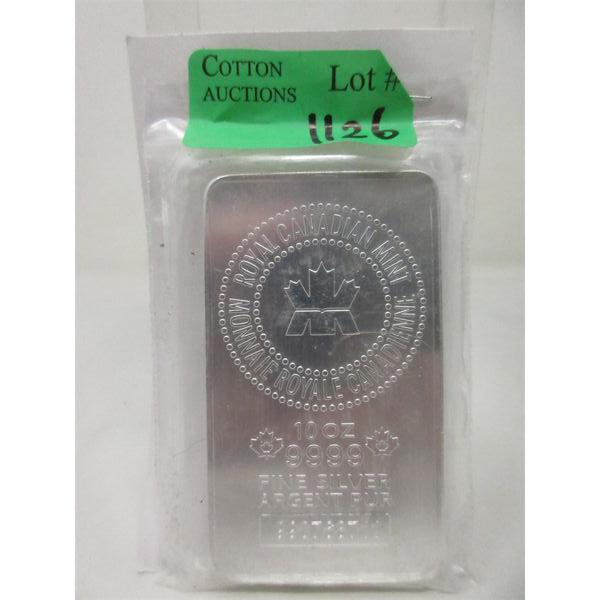 COTTON AUCTIONS
Lot #
1126
ROYAL CANADIAN MINT
MONNAIE ROYALE CANADIENNE
10 OZ
9999
FINE SILVER
ARGENT PUR